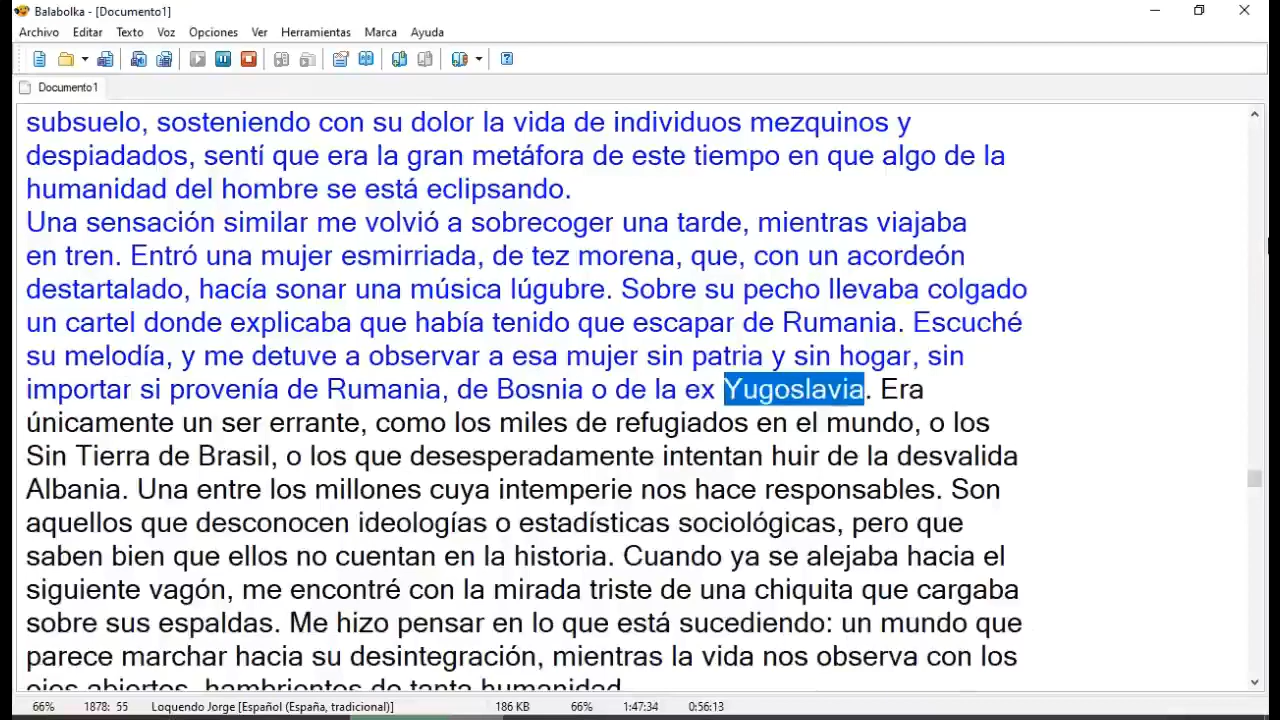 Balabolka - [Documento1]
Archivo Editar Texto Voz Opciones Ver Herramientas Marca Ayuda
Documento1
subsuelo, sosteniendo con su dolor la vida de individuos mezquinos y
despiadados, sentí que era la gran metáfora de este tiempo en que algo de la
humanidad del hombre se está eclipsando.
Una sensación similar me volvió a sobrecoger una tarde, mientras viajaba
en tren. Entró una mujer esmirriada, de tez morena, que, con un acordeón
destartalado, hacía sonar una música lúgubre. Sobre su pecho llevaba colgado
un cartel donde explicaba que había tenido que escapar de Rumania. Escuché
su melodía, y me detuve a observar a esa mujer sin patria y sin hogar, sin
importar si provenía de Rumania, de Bosnia o de la ex Yugoslavia. Era
únicamente un ser errante, como los miles de refugiados en el mundo, o los
Sin Tierra de Brasil, o los que desesperadamente intentan huir de la desvalida
Albania. Una entre los millones cuya intemperie nos hace responsables. Son
aquellos que desconocen ideologías o estadísticas sociológicas, pero que
saben bien que ellos no cuentan en la historia. Cuando ya se alejaba hacia el
siguiente vagón, me encontré con la mirada triste de una chiquita que cargaba
sobre sus espaldas. Me hizo pensar en lo que está sucediendo: un mundo que
parece marchar hacia su desintegración, mientras la vida nos observa con los
ojos abiertos, hambrientos de tanta humanidad.
66% 1878: 55 Loquendo Jorge [Español (España, tradicional)] 186 KB 66% 1:47:34 0:56:13